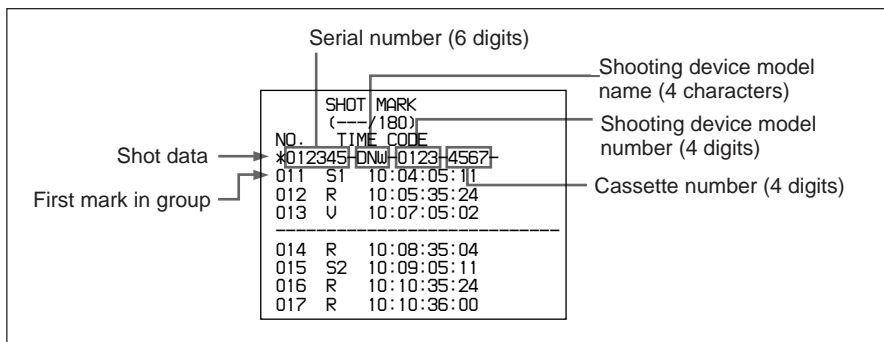 Serial number (6 digits)
Shooting device model
name (4 characters)
Shooting device model
number (4 digits)
Cassette number (4 digits)
Shot data
First mark in group
SHOT MARK
(---/180)
NO. TIME CODE
*012345-DNW-0123-4567-
011 S1 10:04:05:11
012 R 10:05:35:24
013 V 10:07:05:02
----------------------------
014 R 10:08:35:04
015 S2 10:09:05:11
016 R 10:10:35:24
017 R 10:10:36:00